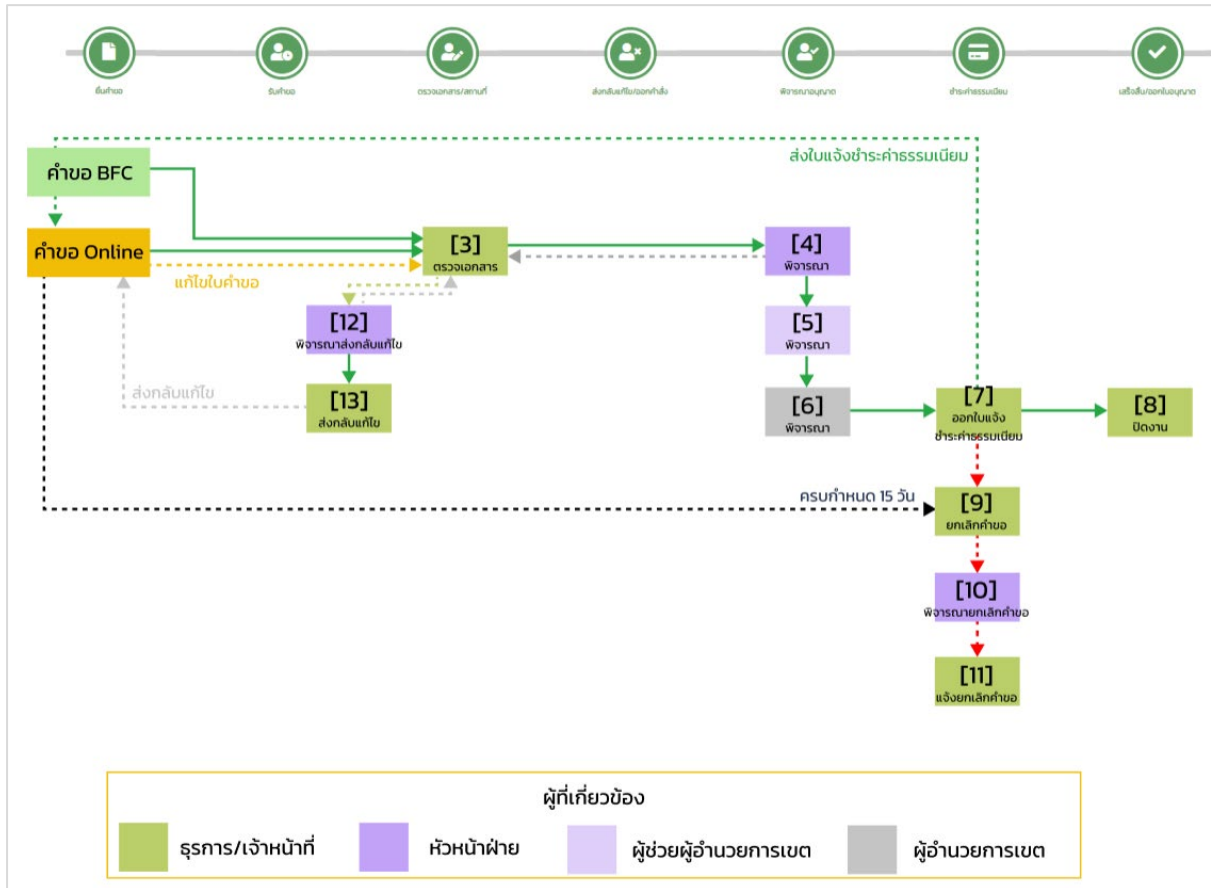 ยื่นคำขอ
รับคำขอ
ตรวจเอกสาร/สถานที่
ส่งกลับแก้ไข/ออกคำสั่ง
พิจารณาอนุญาต
ชำระค่าธรรมเนียม
เสร็จสิ้น/ออกใบอนุญาต
ส่งใบแจ้งชำระค่าธรรมเนียม
คำขอ BFC
คำขอ Online
แก้ไขใบคำขอ
[3]
ตรวจเอกสาร
[4]
พิจารณา
[12]
พิจารณาส่งกลับแก้ไข
[5]
พิจารณา
ส่งกลับแก้ไข
[13]
ส่งกลับแก้ไข
[6]
พิจารณา
[7]
ออกใบแจ้ง
ชำระค่าธรรมเนียม
[8]
ปิดงาน
ครบกำหนด 15 วัน
[9]
ยกเลิกคำขอ
[10]
พิจารณายกเลิกคำขอ
[11]
แจ้งยกเลิกคำขอ
ผู้ที่เกี่ยวข้อง
ธุรการ/เจ้าหน้าที่
หัวหน้าฝ่าย
ผู้ช่วยผู้อำนวยการเขต
ผู้อำนวยการเขต